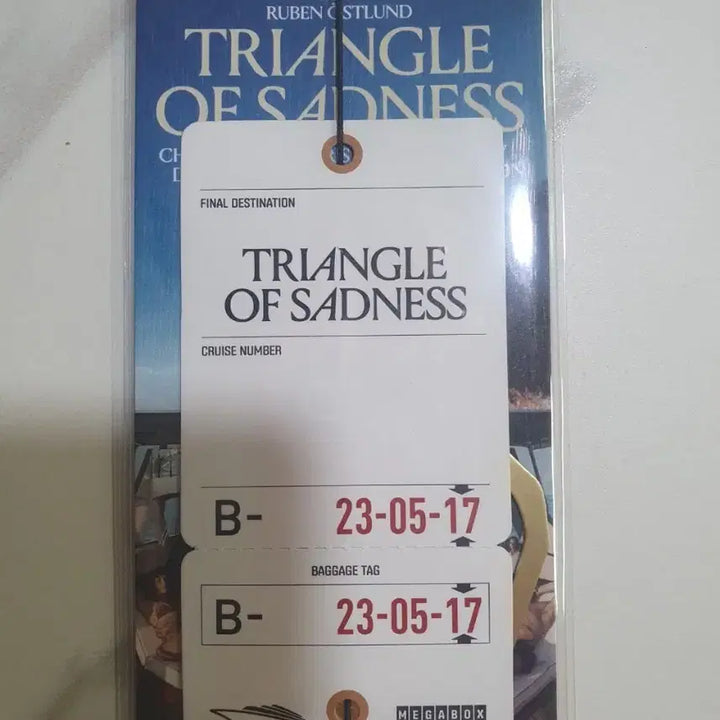 RUBEN ÖSTLUND
TRIANGLE
OF SADNESS
FINAL DESTINATION
TRIANGLE
OF SADNESS
CRUISE NUMBER
B- 23-05-17
BAGGAGE TAG
B- 23-05-17
MEGABOX